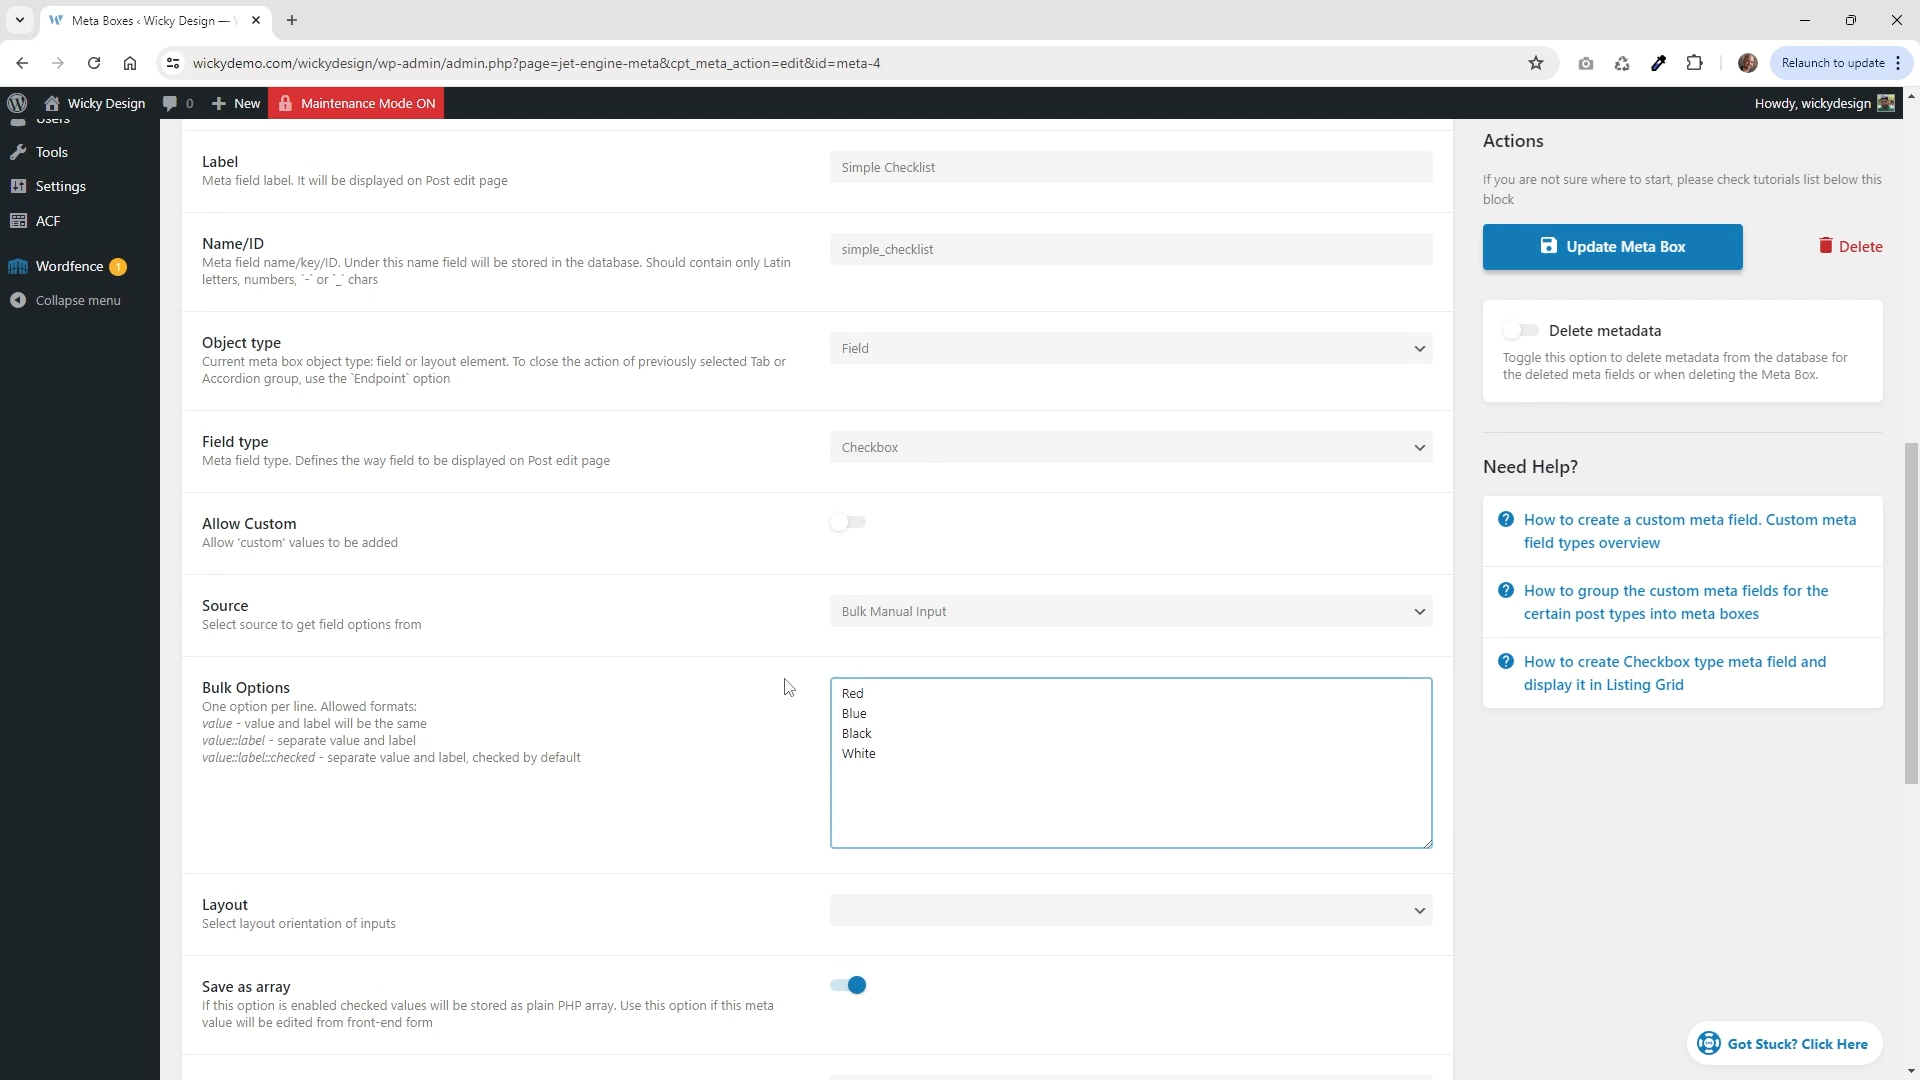 Meta Boxes ‹ Wicky Design —
wickydemo.com/wickydesign/wp-admin/admin.php?page=jet-engine-meta&cpt_meta_action=edit&id=meta-4
Relaunch to update
Wicky Design
0
New
Maintenance Mode ON
Howdy, wickydesign
Users
Tools
Settings
ACF
Wordfence 1
Collapse menu
Label
Meta field label. It will be displayed on Post edit page
Simple Checklist
Name/ID
Meta field name/key/ID. Under this name field will be stored in the database. Should contain only Latin
letters, numbers, `-` or `_` chars
simple_checklist
Object type
Current meta box object type: field or layout element. To close the action of previously selected Tab or
Accordion group, use the `Endpoint` option
Field
Field type
Meta field type. Defines the way field to be displayed on Post edit page
Checkbox
Allow Custom
Allow 'custom' values to be added
Source
Select source to get field options from
Bulk Manual Input
Bulk Options
One option per line. Allowed formats:
value - value and label will be the same
value::label - separate value and label
value::label::checked - separate value and label, checked by default
Red
Blue
Black
White
Layout
Select layout orientation of inputs
Save as array
If this option is enabled checked values will be stored as plain PHP array. Use this option if this meta
value will be edited from front-end form
Actions
If you are not sure where to start, please check tutorials list below this
block
Update Meta Box
Delete
Delete metadata
Toggle this option to delete metadata from the database for
the deleted meta fields or when deleting the Meta Box.
Need Help?
How to create a custom meta field. Custom meta
field types overview
How to group the custom meta fields for the
certain post types into meta boxes
How to create Checkbox type meta field and
display it in Listing Grid
Got Stuck? Click Here